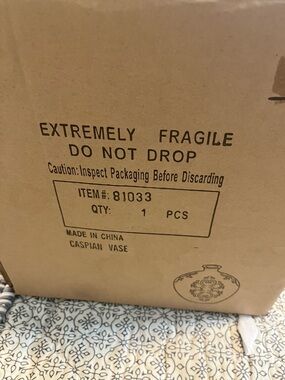 EXTREMELY FRAGILE
DO NOT DROP
Caution: Inspect Packaging Before Discarding
ITEM#: 81033
QTY: 1 PCS
MADE IN CHINA
CASPIAN VASE